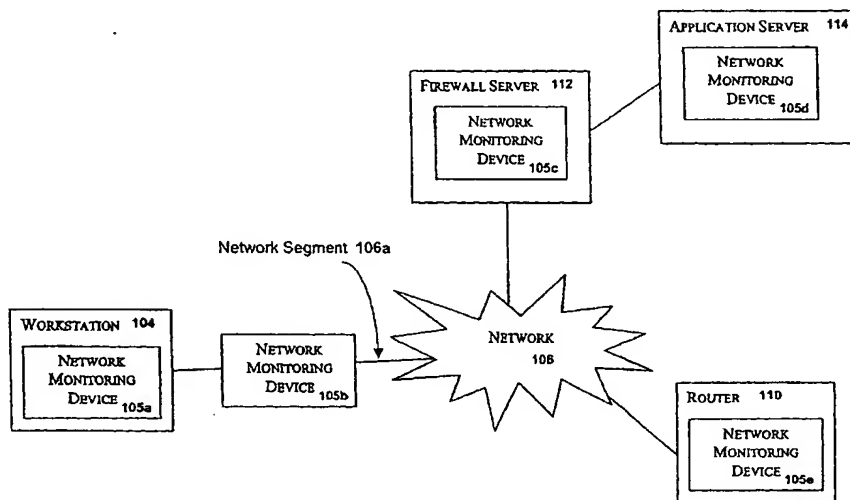 APPLICATION SERVER 114
NETWORK
MONITORING
DEVICE 105d
FIREWALL SERVER 112
NETWORK
MONITORING
DEVICE 105c
Network Segment 106a
WORKSTATION 104
NETWORK
MONITORING
DEVICE 105a
NETWORK
MONITORING
DEVICE 105b
NETWORK
106
ROUTER 110
NETWORK
MONITORING
DEVICE 105e